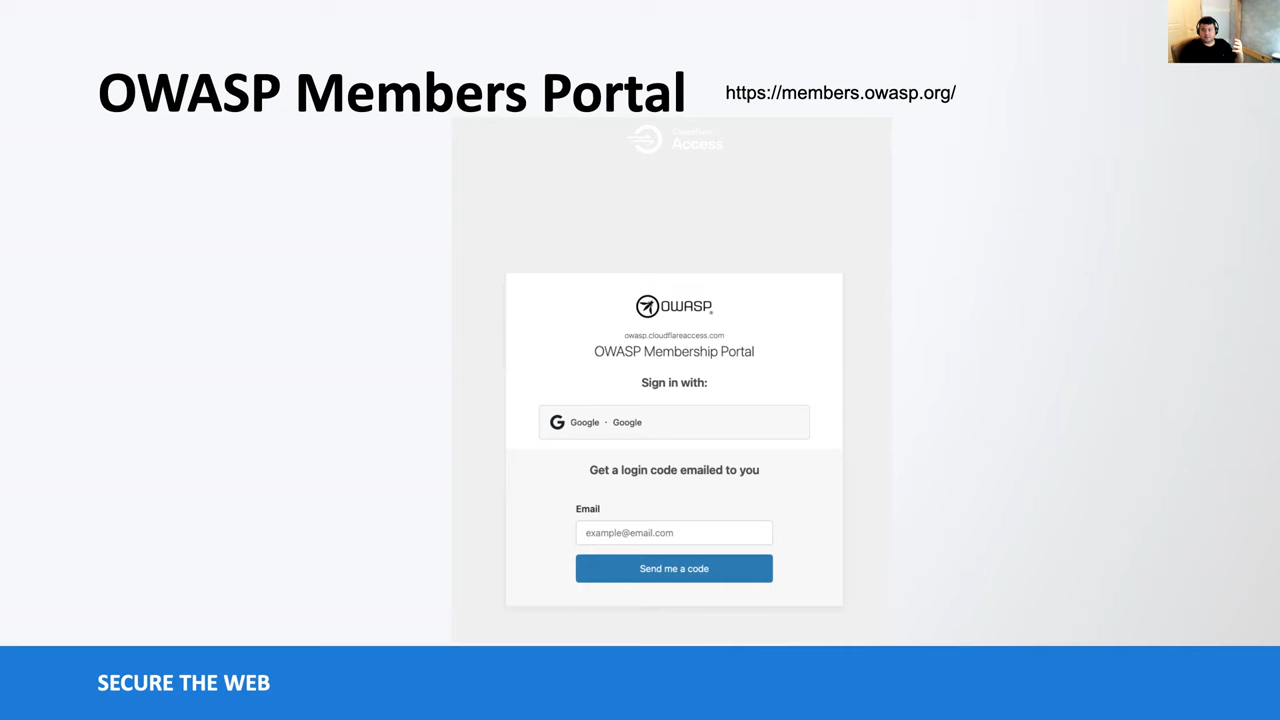 OWASP Members Portal
https://members.owasp.org/
Cloudflare
Access
OWASP
owasp.cloudflareaccess.com
OWASP Membership Portal
Sign in with:
G Google · Google
Get a login code emailed to you
Email
example@email.com
Send me a code
SECURE THE WEB